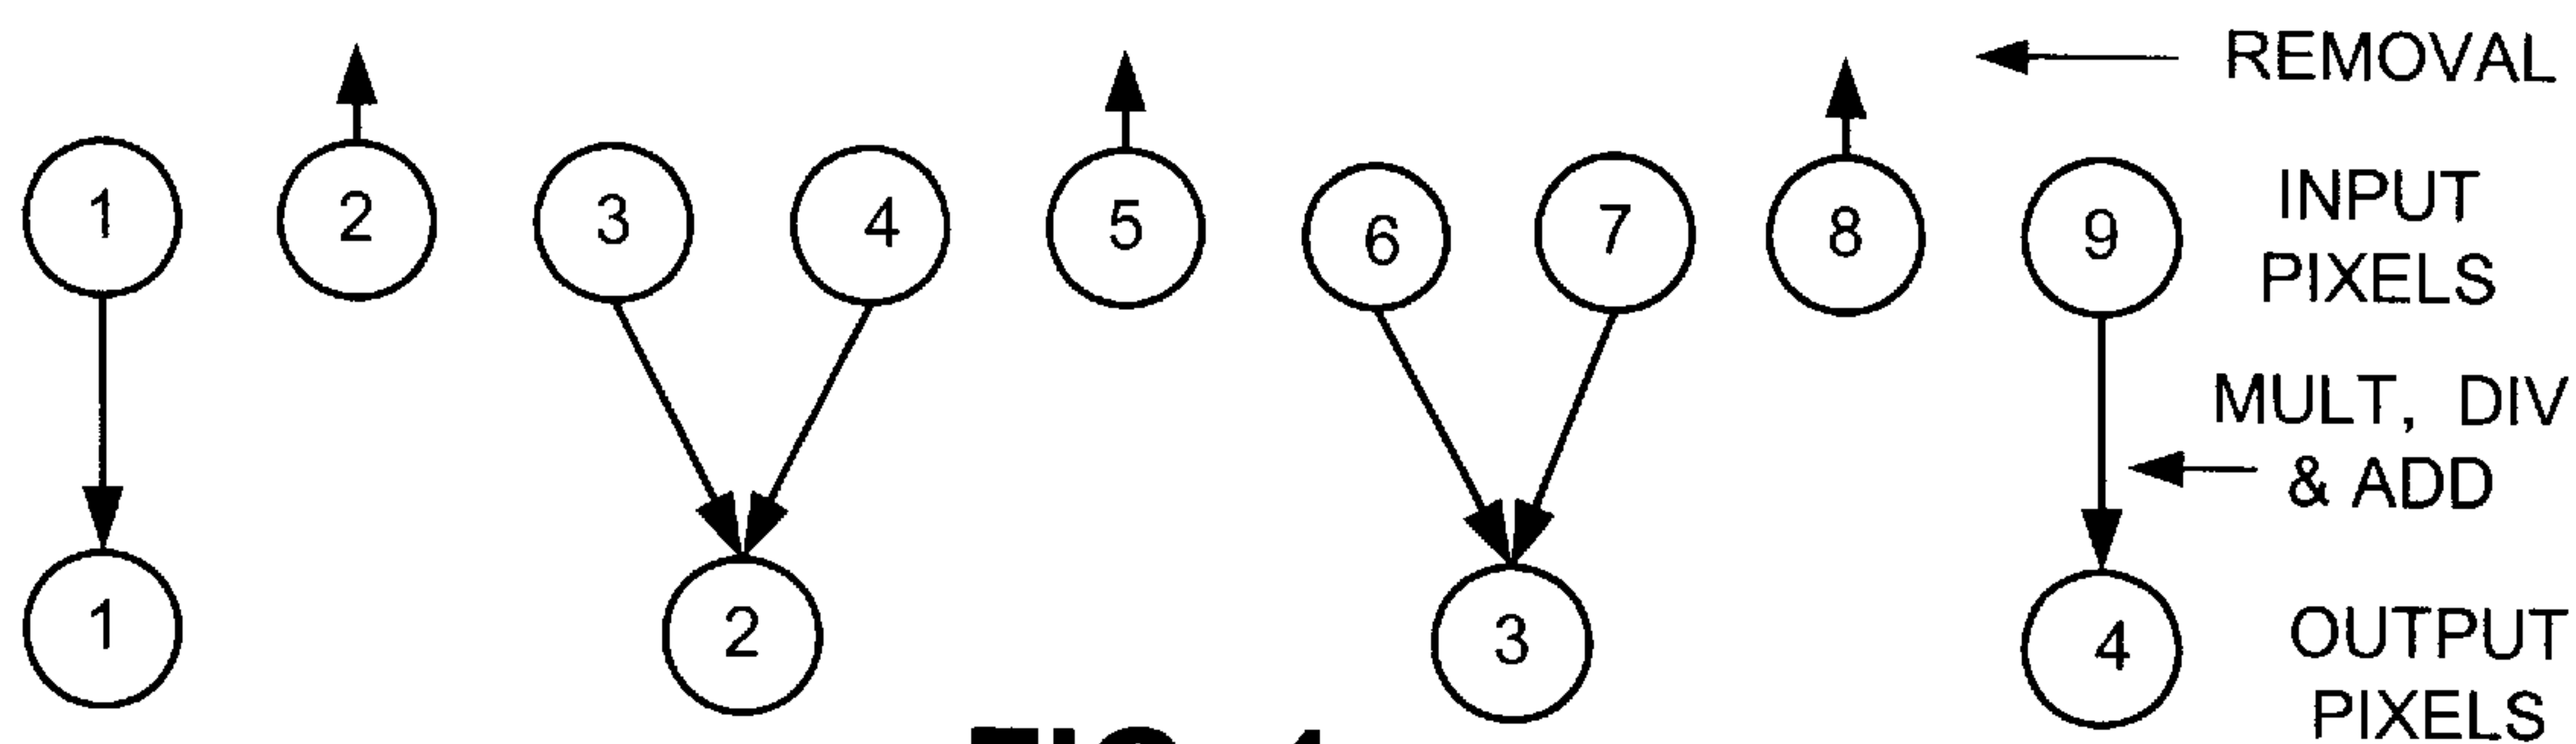 REMOVAL
1 2 3 4 5 6 7 8 9
INPUT
PIXELS
MULT, DIV
& ADD
1 2 3 4
OUTPUT
PIXELS